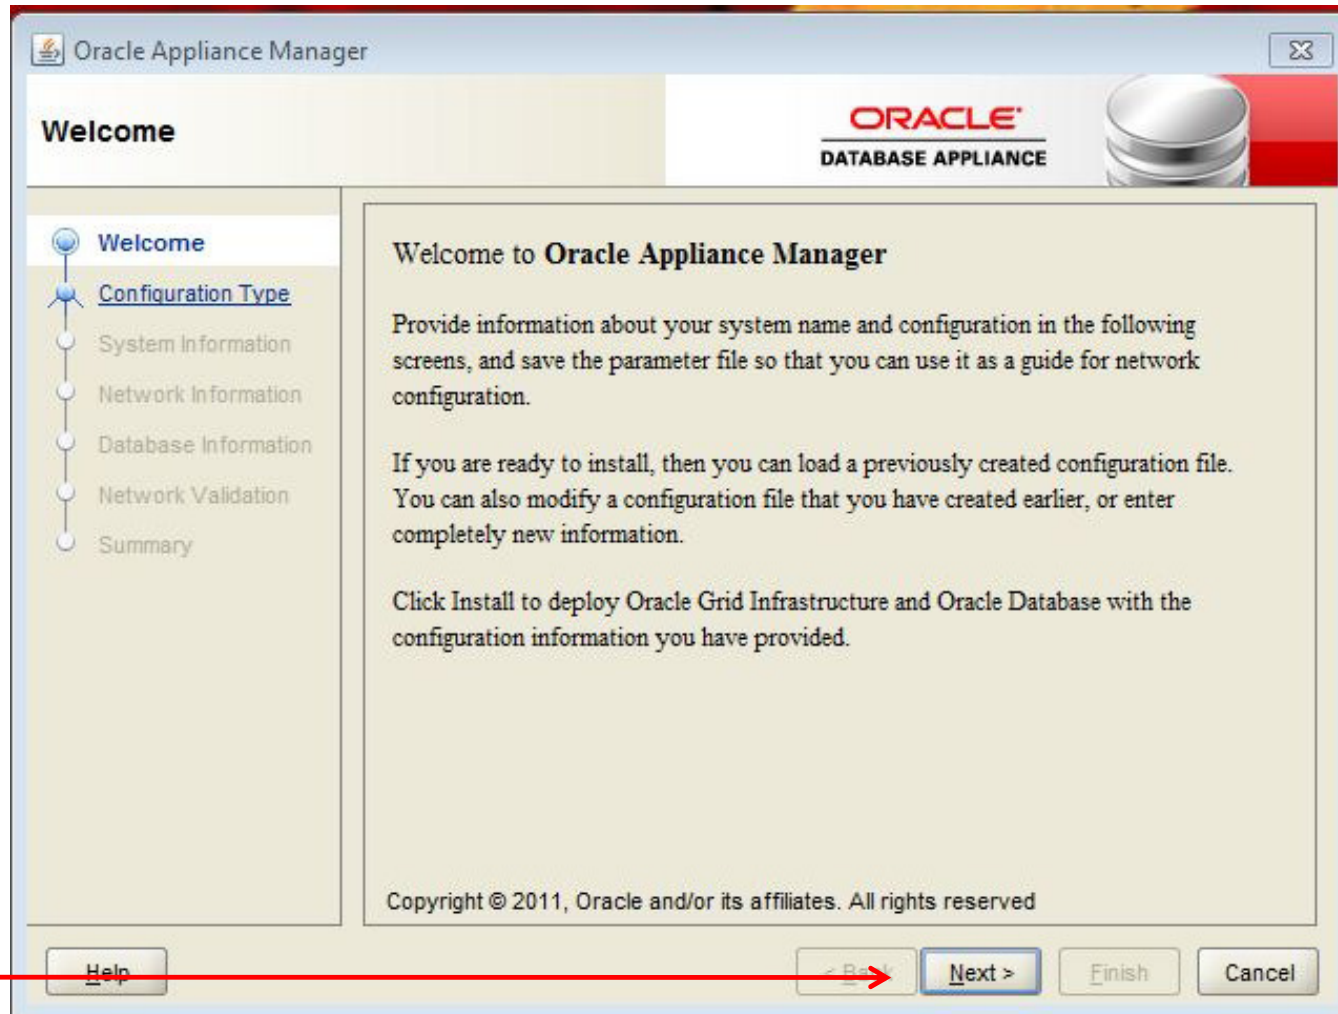 Oracle Appliance Manager
Welcome
ORACLE
DATABASE APPLIANCE
Welcome
Configuration Type
System Information
Network Information
Database Information
Network Validation
Summary
Welcome to Oracle Appliance Manager
Provide information about your system name and configuration in the following
screens, and save the parameter file so that you can use it as a guide for network
configuration.
If you are ready to install, then you can load a previously created configuration file.
You can also modify a configuration file that you have created earlier, or enter
completely new information.
Click Install to deploy Oracle Grid Infrastructure and Oracle Database with the
configuration information you have provided.
Copyright © 2011, Oracle and/or its affiliates. All rights reserved
Help
< Back
Next >
Finish
Cancel